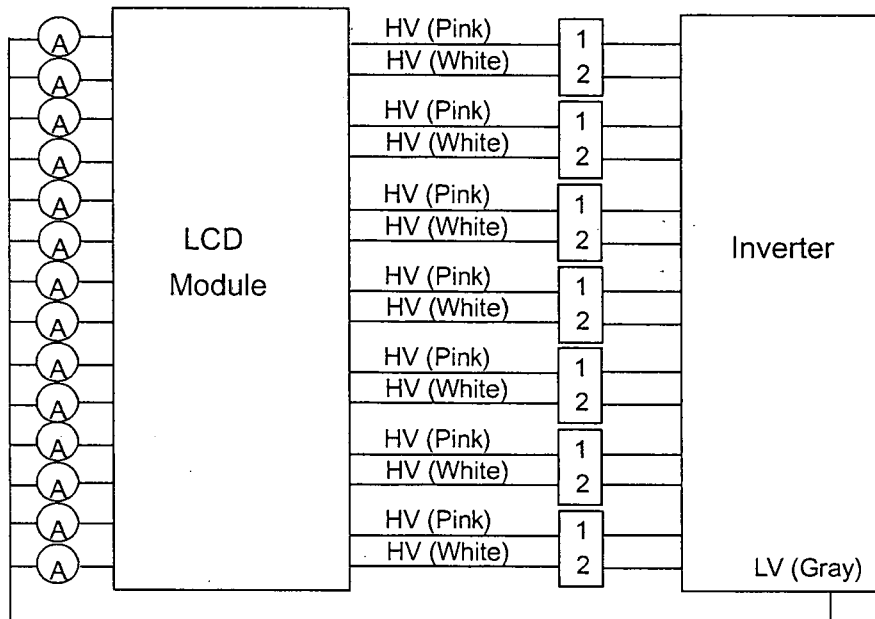 A
A
A
A
A
A
A
A
A
A
A
A
A
A
LCD
Module
HV (Pink)
HV (White)
HV (Pink)
HV (White)
HV (Pink)
HV (White)
HV (Pink)
HV (White)
HV (Pink)
HV (White)
HV (Pink)
HV (White)
HV (Pink)
HV (White)
1
2
1
2
1
2
1
2
1
2
1
2
1
2
Inverter
LV (Gray)